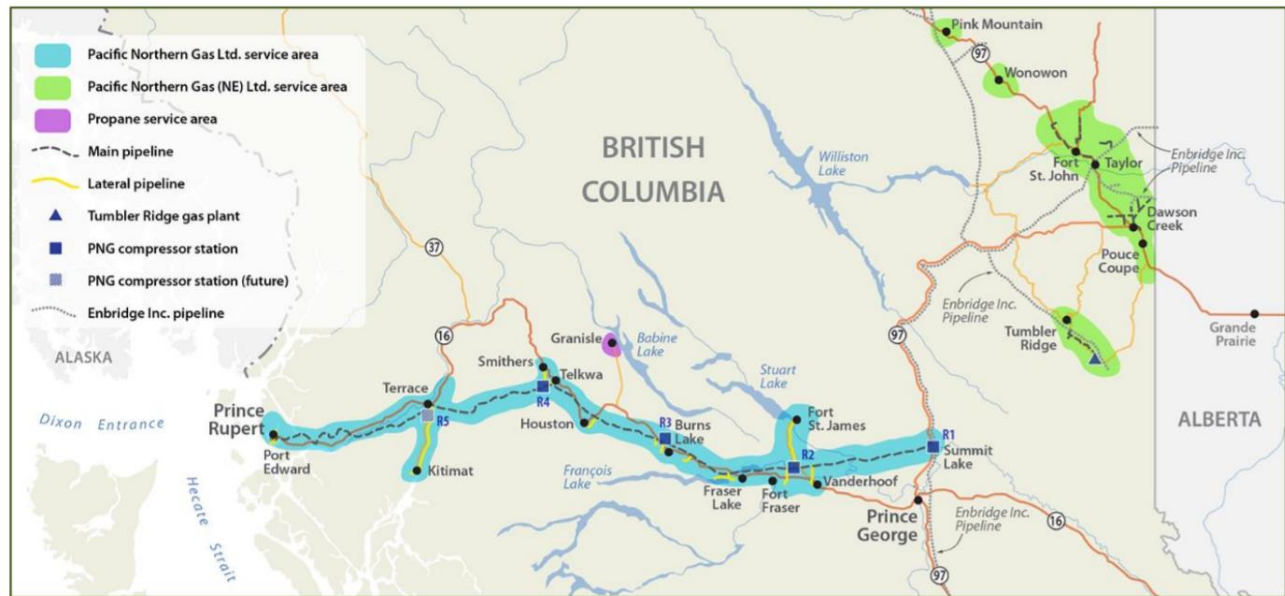 Pacific Northern Gas Ltd. service area
Pacific Northern Gas (NE) Ltd. service area
Propane service area
Main pipeline
Lateral pipeline
Tumbler Ridge gas plant
PNG compressor station
PNG compressor station (future)
Enbridge Inc. pipeline
BRITISH
COLUMBIA
ALASKA
ALBERTA
Dixon Entrance
Hecate Strait
Prince
Rupert
Port
Edward
Terrace
R5
Kitimat
37
16
Smithers
Telkwa
R4
Houston
Granisle
Babine
Lake
R3
Burns
Lake
François
Lake
Fraser
Lake
Fort
Fraser
Stuart
Lake
Fort
St. James
R2
Vanderhoof
R1
Summit
Lake
Prince
George
Enbridge Inc.
Pipeline
16
97
97
Williston
Lake
97
Pink Mountain
Wonowon
Fort
St. John
Taylor
Enbridge Inc.
Pipeline
Dawson
Creek
Pouce
Coupe
Enbridge Inc.
Pipeline
Tumbler
Ridge
Grande
Prairie